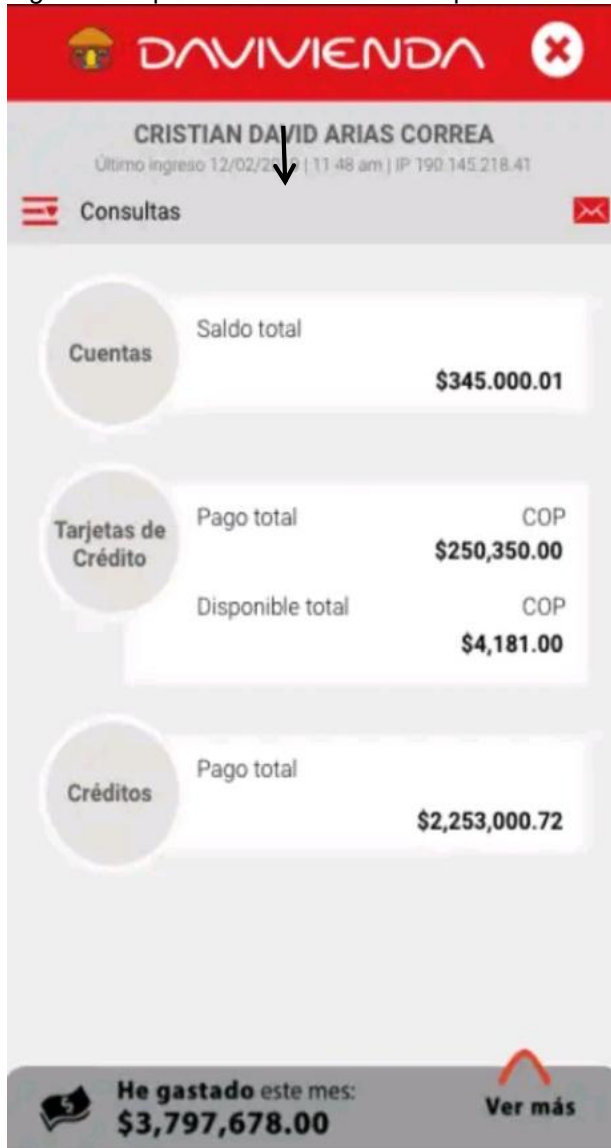 DAVIVIENDA
CRISTIAN DAVID ARIAS CORREA
Último ingreso 12/02/ | 11:48 am | IP 190.145.218.41
Consultas
Cuentas
Saldo total
$345.000.01
Tarjetas de
Crédito
Pago total COP
$250,350.00
Disponible total COP
$4,181.00
Créditos
Pago total
$2,253,000.72
He gastado este mes:
$3,797,678.00
Ver más